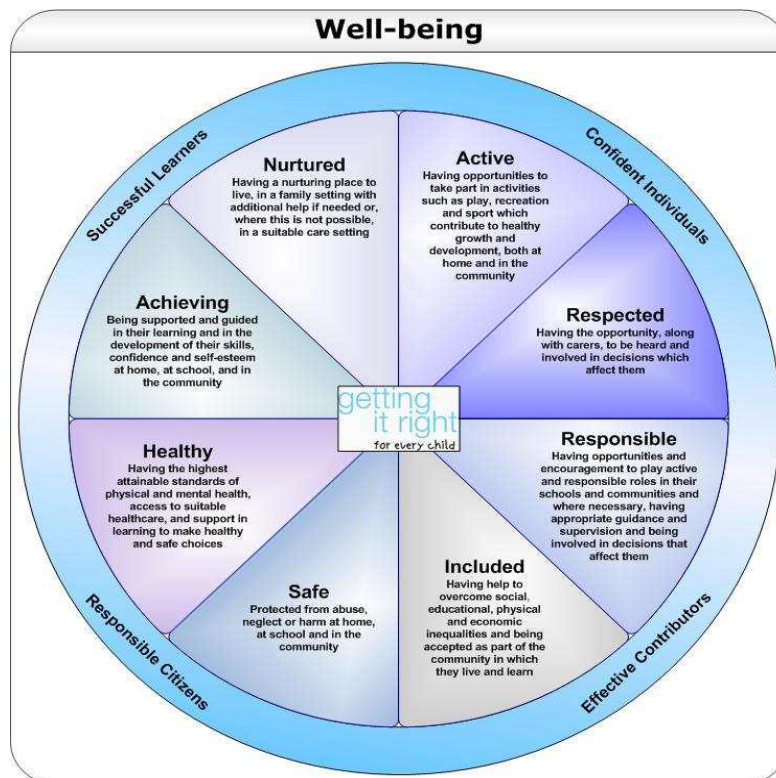 Well-being
Successful Learners
Confident Individuals
Nurtured
Having a nurturing place to
live, in a family setting with
additional help if needed or,
where this is not possible,
in a suitable care setting
Active
Having opportunities to
take part in activities
such as play, recreation
and sport which
contribute to healthy
growth and
development, both at
home and in the
community
Achieving
Being supported and guided
in their learning and in the
development of their skills,
confidence and self-esteem
at home, at school, and in
the community
Respected
Having the opportunity, along
with carers, to be heard and
involved in decisions which
affect them
getting
it right
for every child
Healthy
Having the highest
attainable standards of
physical and mental health,
access to suitable
healthcare, and support in
learning to make healthy
and safe choices
Responsible
Having opportunities and
encouragement to play active
and responsible roles in their
schools and communities and
where necessary, having
appropriate guidance and
supervision and being
involved in decisions that
affect them
Safe
Protected from abuse,
neglect or harm at home,
at school and in the
community
Included
Having help to
overcome social,
educational, physical
and economic
inequalities and being
accepted as part of the
community in which
they live and learn
Responsible Citizens
Effective Contributors